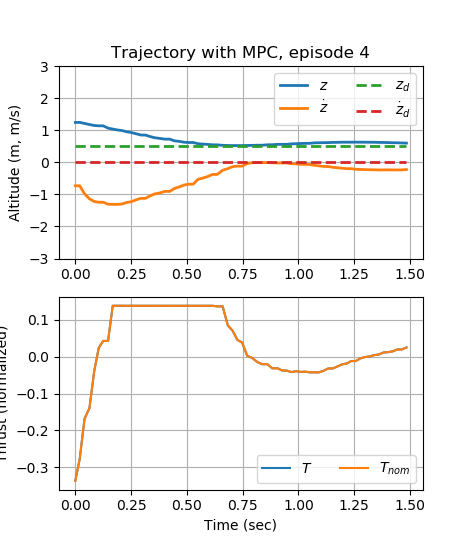 Trajectory with MPC, episode 4
3
2
1
0
−1
−2
−3
Altitude (m, m/s)
z
ż
z_d
ż_d
0.00 0.25 0.50 0.75 1.00 1.25 1.50
0.1
0.0
−0.1
−0.2
−0.3
Thrust (normalized)
T
T_nom
0.00 0.25 0.50 0.75 1.00 1.25 1.50
Time (sec)